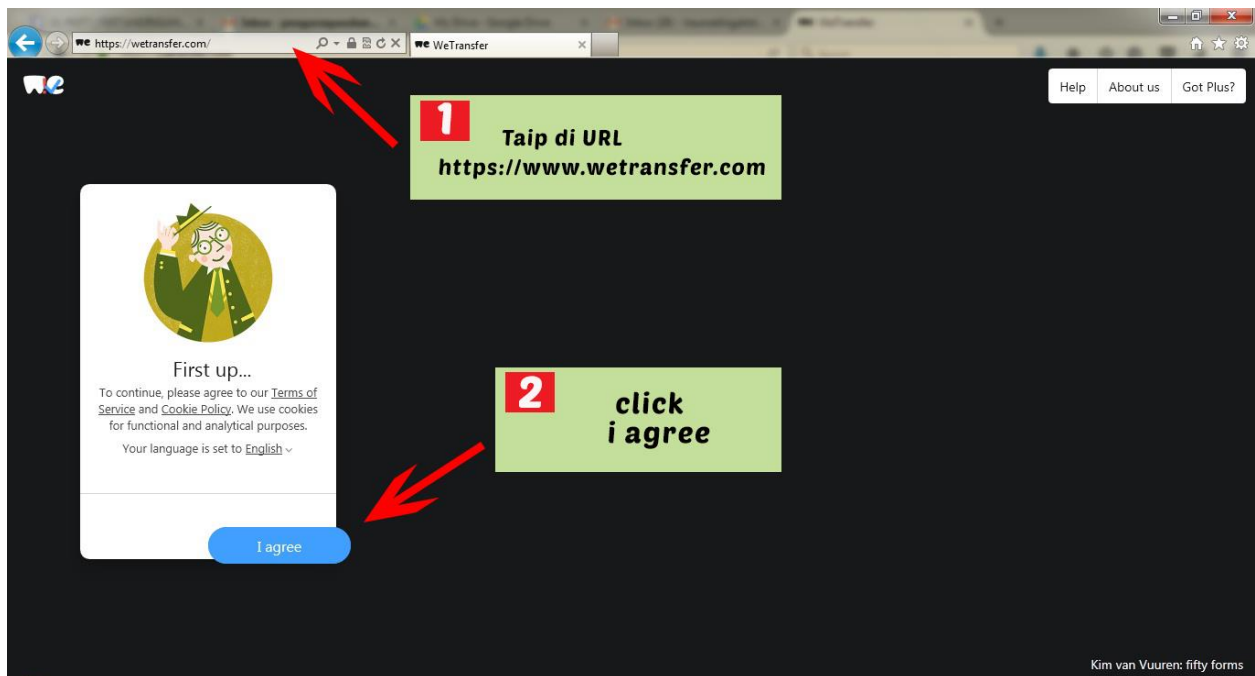 https://wetransfer.com/
WeTransfer
Help
About us
Got Plus?
1
Taip di URL
https://www.wetransfer.com
First up...
To continue, please agree to our Terms of
Service and Cookie Policy. We use cookies
for functional and analytical purposes.
Your language is set to English
I agree
2
click
i agree
Kim van Vuuren: fifty forms